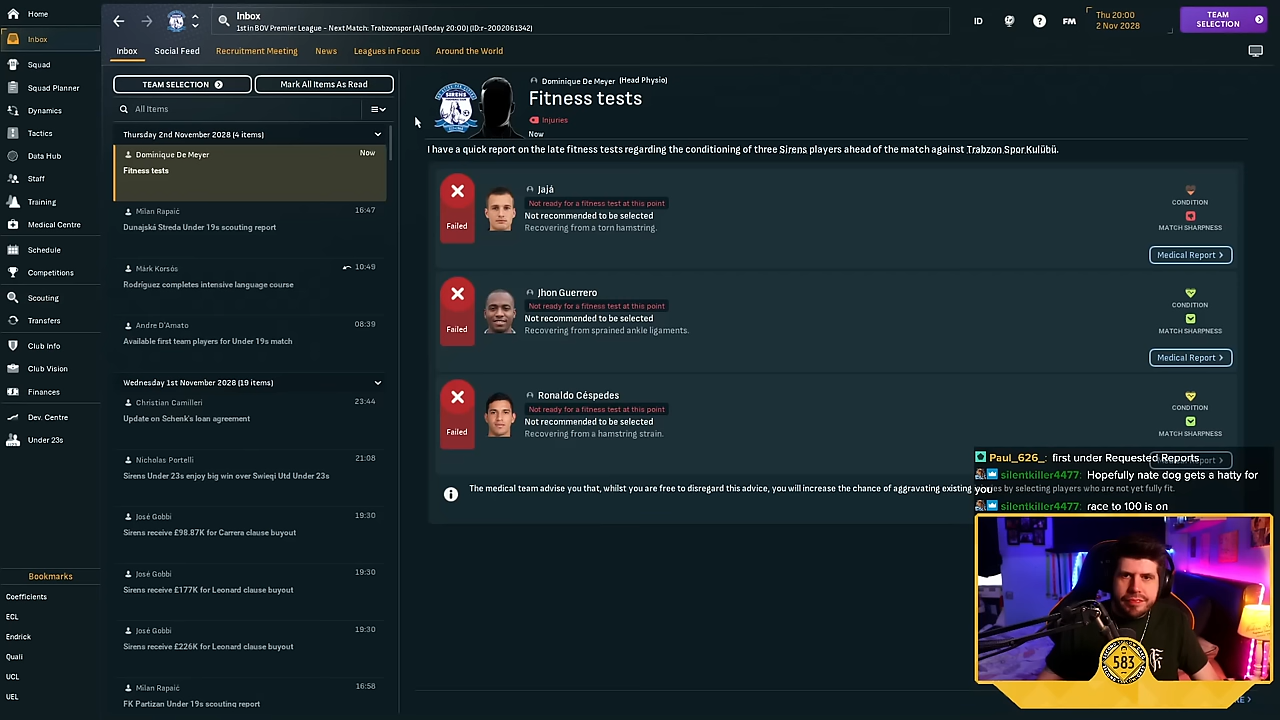 Home
Inbox
Squad
Squad Planner
Dynamics
Tactics
Data Hub
Staff
Training
Medical Centre
Schedule
Competitions
Scouting
Transfers
Club Info
Club Vision
Finances
Dev. Centre
Under 23s
Bookmarks
Coefficients
ECL
Endrick
Quali
UCL
UEL
Inbox
1st in BOV Premier League - Next Match: Trabzonspor (A) (Today 20:00) (ID:r-2002061342)
ID
FM
Thu 20:00
2 Nov 2028
TEAM
SELECTION
Inbox
Social Feed
Recruitment Meeting
News
Leagues in Focus
Around the World
TEAM SELECTION
Mark All Items As Read
All Items
Thursday 2nd November 2028 (4 items)
Dominique De Meyer
Now
Fitness tests
Milan Rapaić
16:47
Dunajská Streda Under 19s scouting report
Márk Korsós
10:49
Rodríguez completes intensive language course
Andre D'Amato
08:39
Available first team players for Under 19s match
Wednesday 1st November 2028 (19 items)
Christian Camilleri
23:44
Update on Schenk's loan agreement
Nicholas Portelli
21:08
Sirens Under 23s enjoy big win over Swieqi Utd Under 23s
José Gobbi
19:30
Sirens receive £98.87K for Carrera clause buyout
José Gobbi
19:30
Sirens receive £177K for Leonard clause buyout
José Gobbi
19:30
Sirens receive £226K for Leonard clause buyout
Milan Rapaić
16:58
FK Partizan Under 19s scouting report
SIRENS
Dominique De Meyer (Head Physio)
Fitness tests
Injuries
Now
I have a quick report on the late fitness tests regarding the conditioning of three Sirens players ahead of the match against Trabzon Spor Kulübü.
Failed
Jajá
Not ready for a fitness test at this point
Not recommended to be selected
Recovering from a torn hamstring.
CONDITION
MATCH SHARPNESS
Medical Report
Failed
Jhon Guerrero
Not ready for a fitness test at this point
Not recommended to be selected
Recovering from sprained ankle ligaments.
CONDITION
MATCH SHARPNESS
Medical Report
Failed
Ronaldo Céspedes
Not ready for a fitness test at this point
Not recommended to be selected
Recovering from a hamstring strain.
CONDITION
MATCH SHARPNESS
The medical team advise you that, whilst you are free to disregard this advice, you will increase the chance of aggravating existing
by selecting players who are not yet fully fit.
Paul_626_: first under Requested Reports
silentkiller4477: Hopefully nate dog gets a hatty for
you
silentkiller4477: race to 100 is on
583